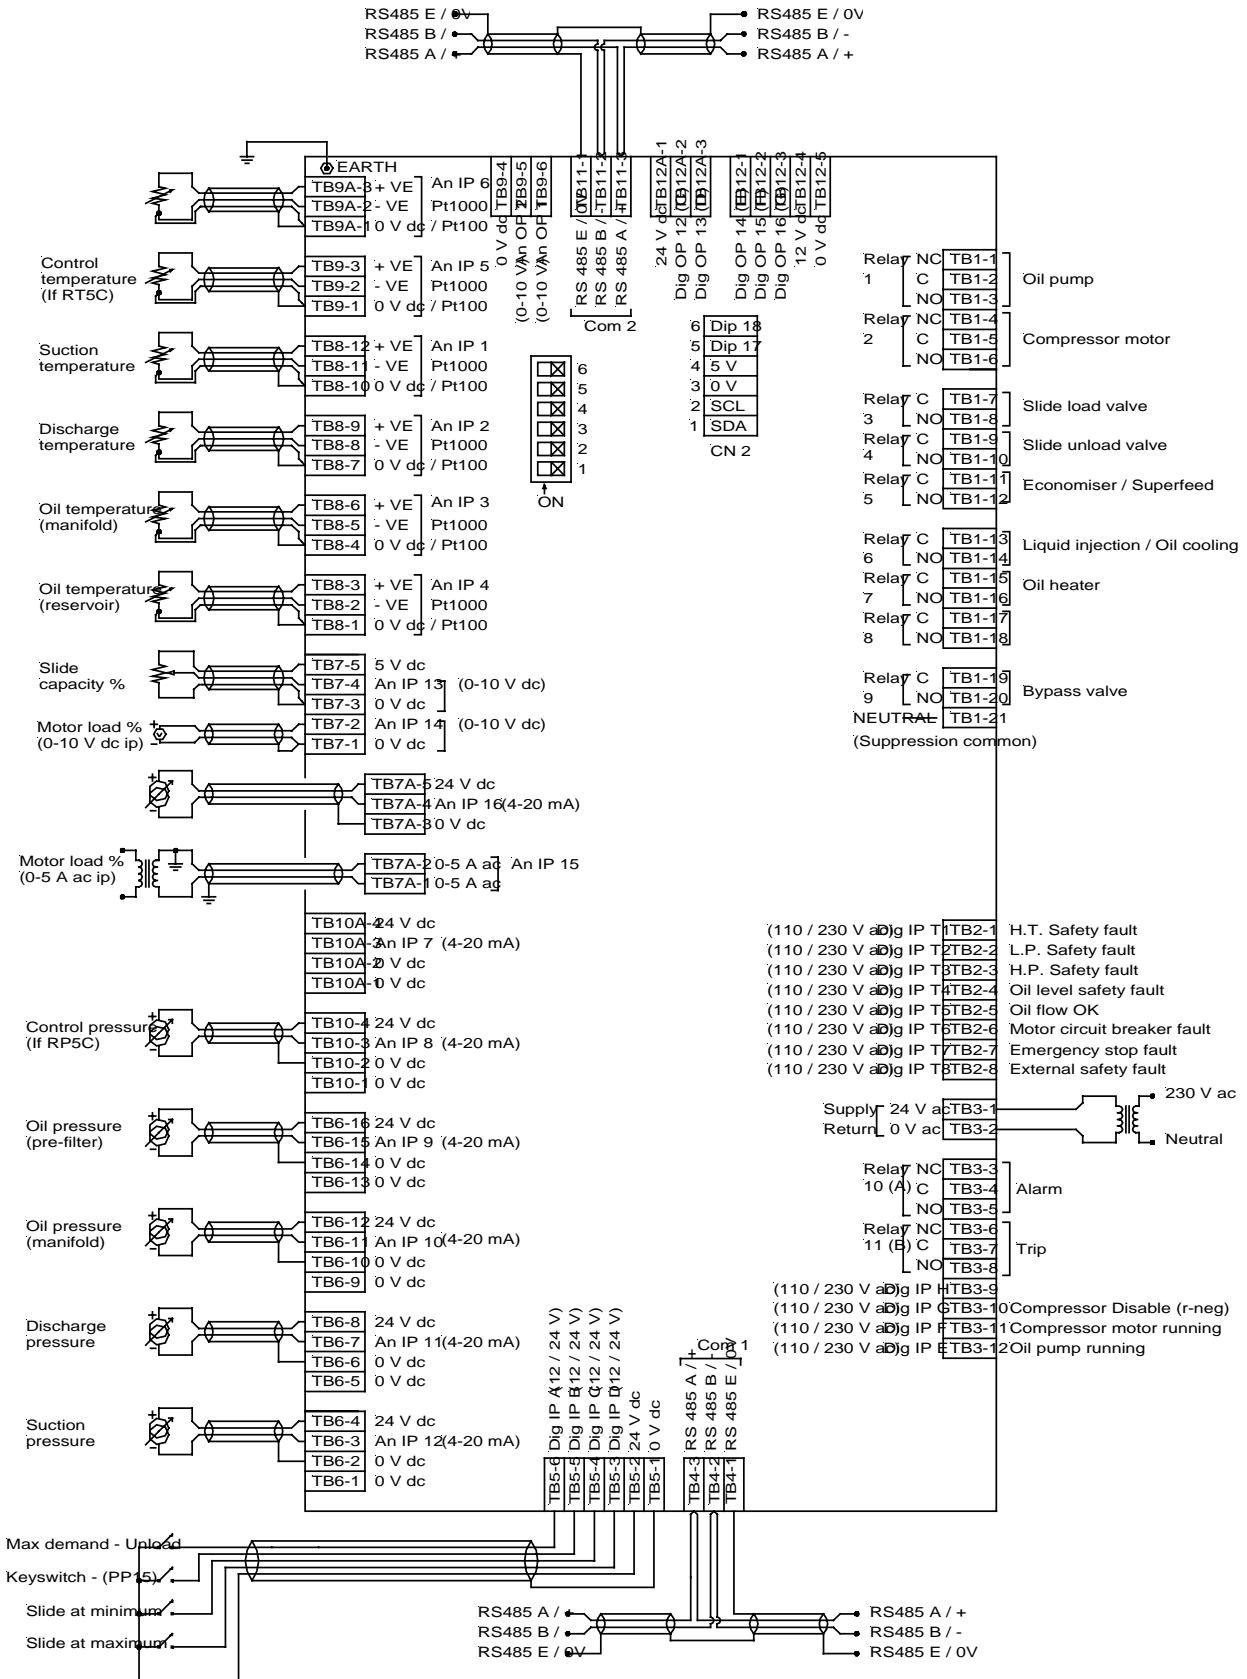 RS485 E / 0V
RS485 B / -
RS485 A / +
RS485 E / 0V
RS485 B / -
RS485 A / +
EARTH
TB9A-3 + VE An IP 6
TB9A-2 - VE Pt1000
TB9A-1 0 V dc / Pt100
Control temperature (If RT5C)
TB9-3 + VE An IP 5
TB9-2 - VE Pt1000
TB9-1 0 V dc / Pt100
Suction temperature
TB8-12 + VE An IP 1
TB8-11 - VE Pt1000
TB8-10 0 V dc / Pt100
Discharge temperature
TB8-9 + VE An IP 2
TB8-8 - VE Pt1000
TB8-7 0 V dc / Pt100
Oil temperature (manifold)
TB8-6 + VE An IP 3
TB8-5 - VE Pt1000
TB8-4 0 V dc / Pt100
Oil temperature (reservoir)
TB8-3 + VE An IP 4
TB8-2 - VE Pt1000
TB8-1 0 V dc / Pt100
Slide capacity %
TB7-5 5 V dc
TB7-4 An IP 13 (0-10 V dc)
TB7-3 0 V dc
Motor load % (0-10 V dc ip)
+
V
-
TB7-2 An IP 14 (0-10 V dc)
TB7-1 0 V dc
+
-
TB7A-5 24 V dc
TB7A-4 An IP 16 (4-20 mA)
TB7A-3 0 V dc
Motor load % (0-5 A ac ip)
TB7A-2 0-5 A ac An IP 15
TB7A-1 0-5 A ac
TB10A-4 24 V dc
TB10A-3 An IP 7 (4-20 mA)
TB10A-2 0 V dc
TB10A-1 0 V dc
Control pressure (If RP5C)
+
-
TB10-4 24 V dc
TB10-3 An IP 8 (4-20 mA)
TB10-2 0 V dc
TB10-1 0 V dc
Oil pressure (pre-filter)
+
-
TB6-16 24 V dc
TB6-15 An IP 9 (4-20 mA)
TB6-14 0 V dc
TB6-13 0 V dc
Oil pressure (manifold)
+
-
TB6-12 24 V dc
TB6-11 An IP 10 (4-20 mA)
TB6-10 0 V dc
TB6-9 0 V dc
Discharge pressure
+
-
TB6-8 24 V dc
TB6-7 An IP 11 (4-20 mA)
TB6-6 0 V dc
TB6-5 0 V dc
Suction pressure
+
-
TB6-4 24 V dc
TB6-3 An IP 12 (4-20 mA)
TB6-2 0 V dc
TB6-1 0 V dc
TB9-4 0 V dc
TB9-5 An OP 2 (0-10 V)
TB9-6 An OP 1 (0-10 V)
TB11-1 RS 485 E / 0V
TB11-2 RS 485 B / -
TB11-3 RS 485 A / +
Com 2
TB12A-1 24 V dc
TB12A-2 Dig OP 12 (C)
TB12A-3 Dig OP 13 (D)
TB12-1 Dig OP 14 (E)
TB12-2 Dig OP 15 (F)
TB12-3 Dig OP 16 (G)
TB12-4 12 V dc
TB12-5 0 V dc
6 Dip 18
5 Dip 17
4 5 V
3 0 V
2 SCL
1 SDA
CN 2
6
5
4
3
2
1
ON
Relay 1 NC TB1-1
C TB1-2 Oil pump
NO TB1-3
Relay 2 NC TB1-4
C TB1-5 Compressor motor
NO TB1-6
Relay 3 C TB1-7 Slide load valve
NO TB1-8
Relay 4 C TB1-9 Slide unload valve
NO TB1-10
Relay 5 C TB1-11 Economiser / Superfeed
NO TB1-12
Relay 6 C TB1-13 Liquid injection / Oil cooling
NO TB1-14
Relay 7 C TB1-15 Oil heater
NO TB1-16
Relay 8 C TB1-17
NO TB1-18
Relay 9 C TB1-19 Bypass valve
NO TB1-20
NEUTRAL TB1-21
(Suppression common)
(110 / 230 V ac) Dig IP T1 TB2-1 H.T. Safety fault
(110 / 230 V ac) Dig IP T2 TB2-2 L.P. Safety fault
(110 / 230 V ac) Dig IP T3 TB2-3 H.P. Safety fault
(110 / 230 V ac) Dig IP T4 TB2-4 Oil level safety fault
(110 / 230 V ac) Dig IP T5 TB2-5 Oil flow OK
(110 / 230 V ac) Dig IP T6 TB2-6 Motor circuit breaker fault
(110 / 230 V ac) Dig IP T7 TB2-7 Emergency stop fault
(110 / 230 V ac) Dig IP T8 TB2-8 External safety fault
Supply 24 V ac TB3-1 230 V ac
Return 0 V ac TB3-2 Neutral
Relay 10 (A) NC TB3-3
C TB3-4 Alarm
NO TB3-5
Relay 11 (B) NC TB3-6
C TB3-7 Trip
NO TB3-8
(110 / 230 V ac) Dig IP H TB3-9
(110 / 230 V ac) Dig IP G TB3-10 Compressor Disable (r-neg)
(110 / 230 V ac) Dig IP F TB3-11 Compressor motor running
(110 / 230 V ac) Dig IP E TB3-12 Oil pump running
TB5-6 Dig IP A (12 / 24 V)
TB5-5 Dig IP B (12 / 24 V)
TB5-4 Dig IP C (12 / 24 V)
TB5-3 Dig IP D (12 / 24 V)
TB5-2 24 V dc
TB5-1 0 V dc
Com 1
TB4-3 RS 485 A / +
TB4-2 RS 485 B / -
TB4-1 RS 485 E / 0V
Max demand - Unload
Keyswitch - (PP15)
Slide at minimum
Slide at maximum
RS485 A / +
RS485 B / -
RS485 E / 0V
RS485 A / +
RS485 B / -
RS485 E / 0V